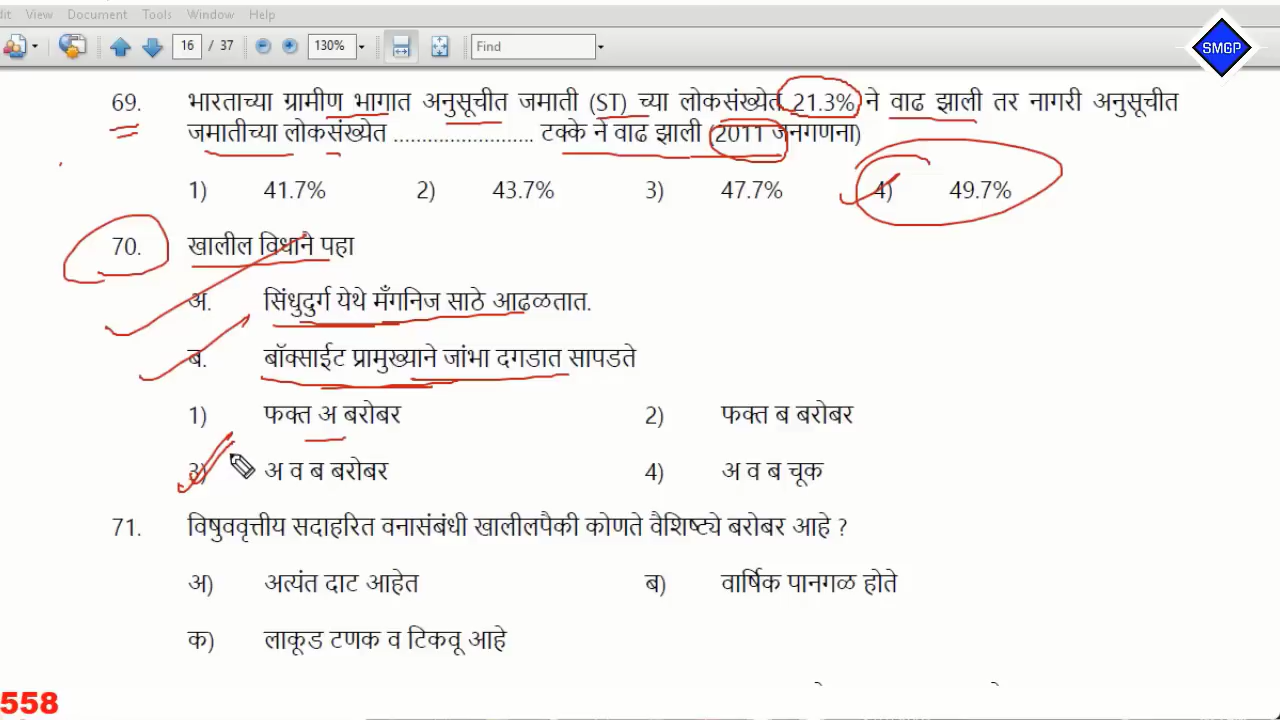 dit View Document Tools Window Help
16 / 37 130% Find
SMGP
69. भारताच्या ग्रामीण भागात अनुसूचीत जमाती (ST) च्या लोकसंख्येत 21.3% ने वाढ झाली तर नागरी अनुसूचीत
जमातीच्या लोकसंख्येत ......................... टक्के ने वाढ झाली (2011 जनगणना)
1) 41.7% 2) 43.7% 3) 47.7% 4) 49.7%
70. खालील विधाने पहा
अ. सिंधुदुर्ग येथे मँगनिज साठे आढळतात.
ब. बॉक्साईट प्रामुख्याने जांभा दगडात सापडते
1) फक्त अ बरोबर 2) फक्त ब बरोबर
3) अ व ब बरोबर 4) अ व ब चूक
71. विषुववृत्तीय सदाहरित वनासंबंधी खालीलपैकी कोणते वैशिष्ट्ये बरोबर आहे ?
अ) अत्यंत दाट आहेत ब) वार्षिक पानगळ होते
क) लाकूड टणक व टिकवू आहे
558